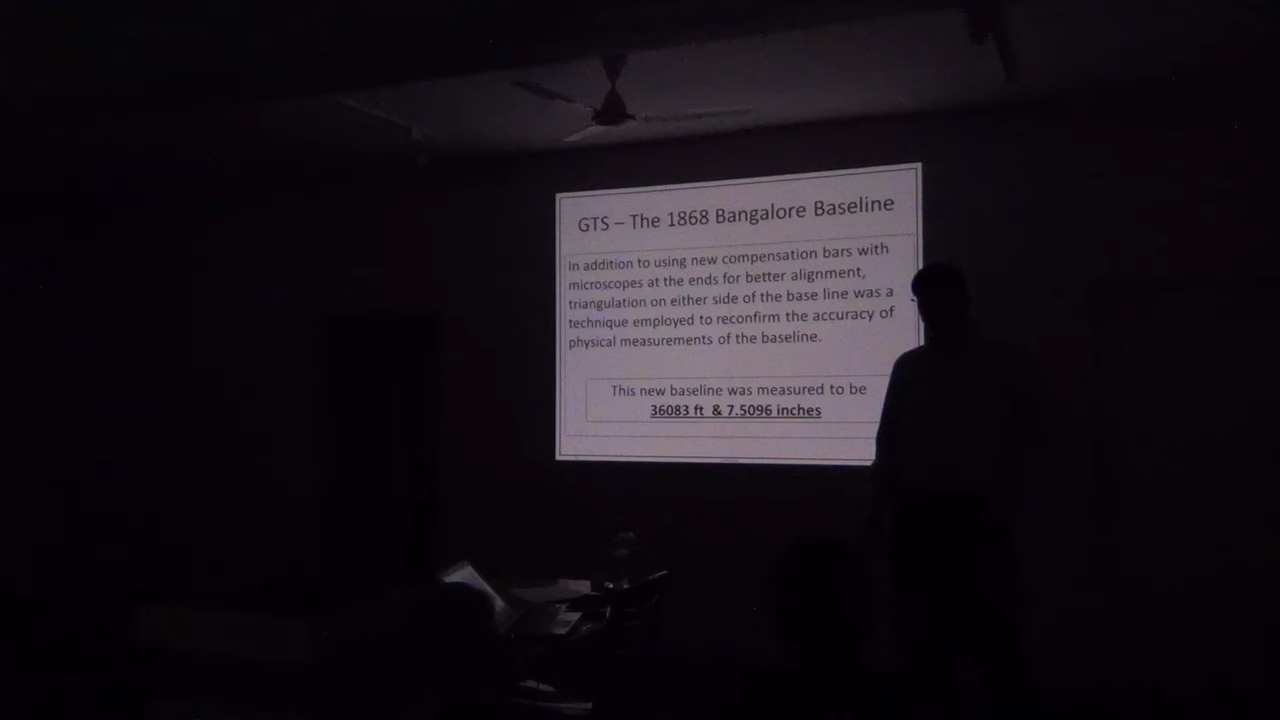 GTS – The 1868 Bangalore Baseline
In addition to using new compensation bars with
microscopes at the ends for better alignment,
triangulation on either side of the base line was a
technique employed to reconfirm the accuracy of
physical measurements of the baseline.
This new baseline was measured to be
36083 ft & 7.5096 inches